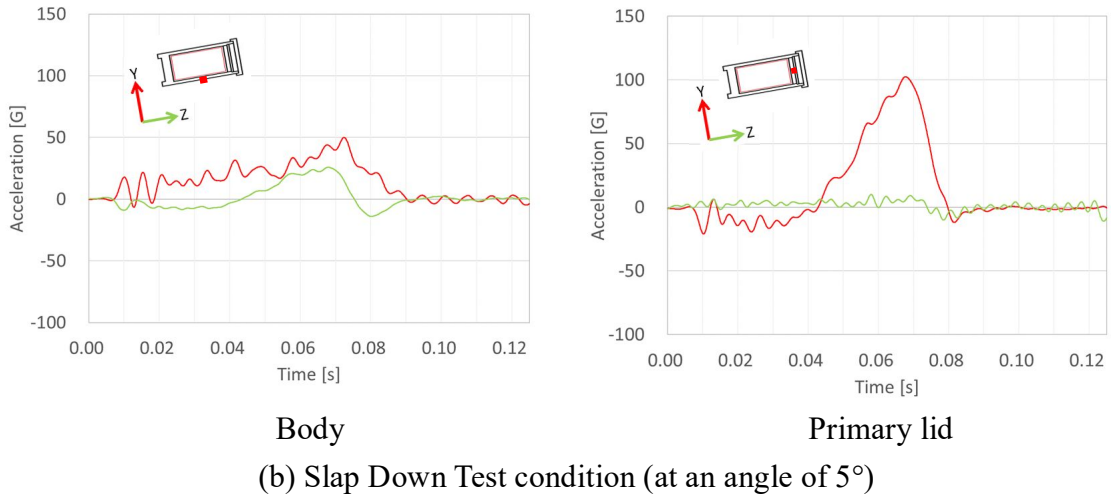 150
100
50
0
-50
-100
Acceleration [G]
Y
Z
0.00 0.02 0.04 0.06 0.08 0.10 0.12
Time [s]
Body
150
100
50
0
-50
-100
Acceleration [G]
Y
Z
0.00 0.02 0.04 0.06 0.08 0.10 0.12
Time [s]
Primary lid
(b) Slap Down Test condition (at an angle of 5°)